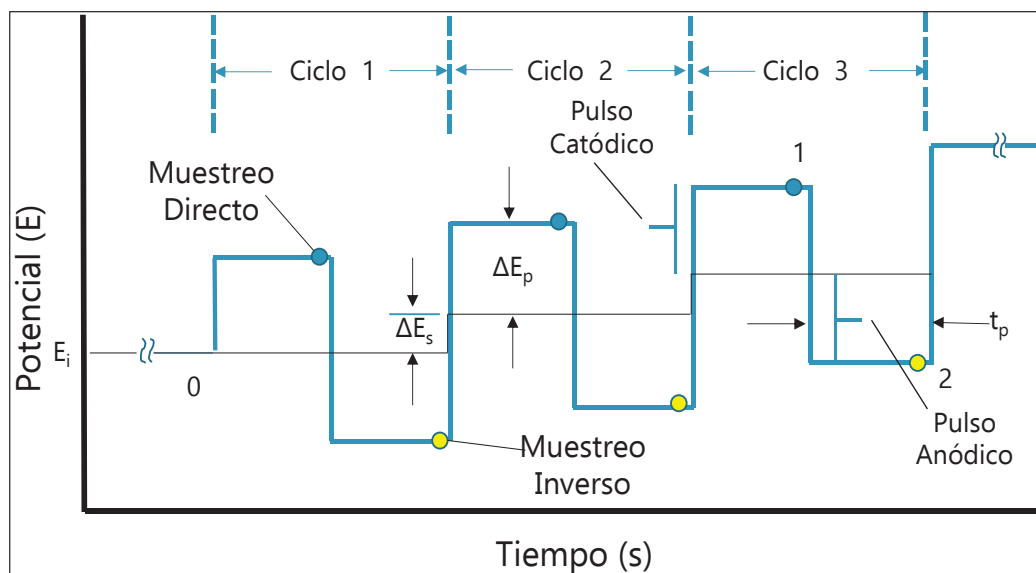 Ciclo 1
Ciclo 2
Ciclo 3
Pulso
Catódico
1
Muestreo
Directo
Potencial (E)
ΔEp
ΔEs
Ei
tp
0
2
Muestreo
Inverso
Pulso
Anódico
Tiempo (s)